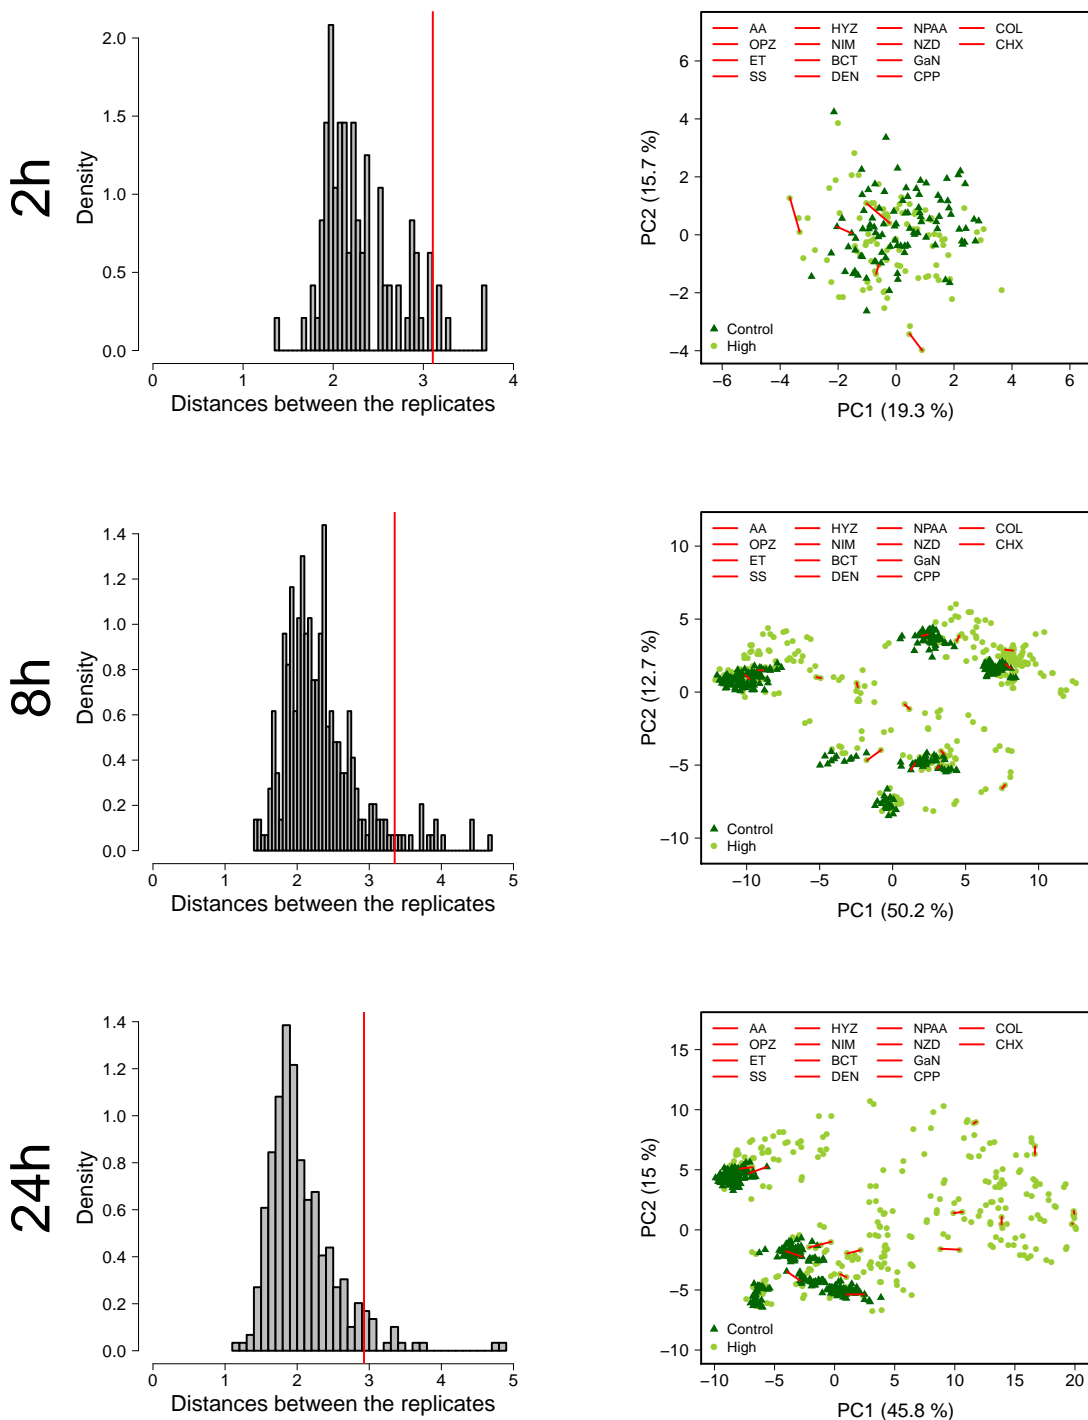 2h
Density
0.0 0.5 1.0 1.5 2.0
0 1 2 3 4
Distances between the replicates
AA HYZ NPAA COL
OPZ NIM NZD CHX
ET BCT GaN
SS DEN CPP
PC2 (15.7 %)
−4 −2 0 2 4 6
Control
High
−6 −4 −2 0 2 4 6
PC1 (19.3 %)
8h
Density
0.0 0.2 0.4 0.6 0.8 1.0 1.2 1.4
0 1 2 3 4 5
Distances between the replicates
AA HYZ NPAA COL
OPZ NIM NZD CHX
ET BCT GaN
SS DEN CPP
PC2 (12.7 %)
−10 −5 0 5 10
Control
High
−10 −5 0 5 10
PC1 (50.2 %)
24h
Density
0.0 0.2 0.4 0.6 0.8 1.0 1.2 1.4
0 1 2 3 4 5
Distances between the replicates
AA HYZ NPAA COL
OPZ NIM NZD CHX
ET BCT GaN
SS DEN CPP
PC2 (15 %)
−10 −5 0 5 10 15
Control
High
−10 −5 0 5 10 15 20
PC1 (45.8 %)